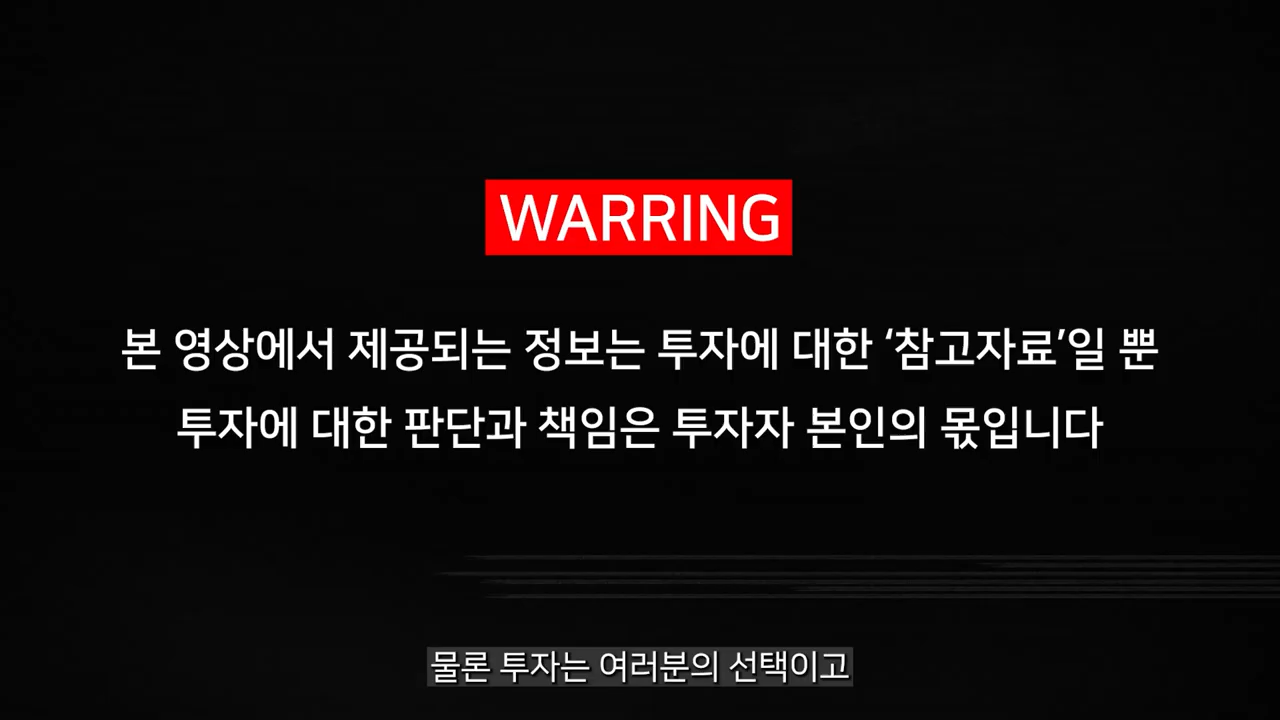 WARRING
본 영상에서 제공되는 정보는 투자에 대한 ‘참고자료’일 뿐
투자에 대한 판단과 책임은 투자자 본인의 몫입니다
물론 투자는 여러분의 선택이고